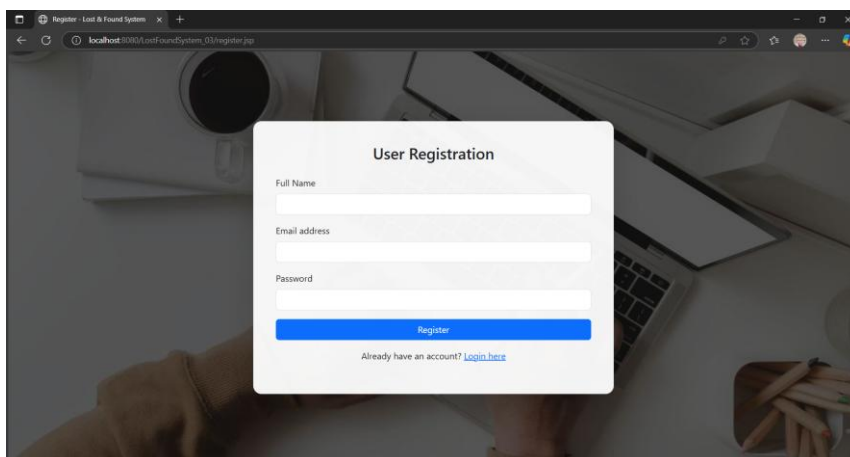 Register - Lost & Found System
localhost:8080/LostFoundSystem_03/register.jsp
User Registration
Full Name
Email address
Password
Register
Already have an account? Login here